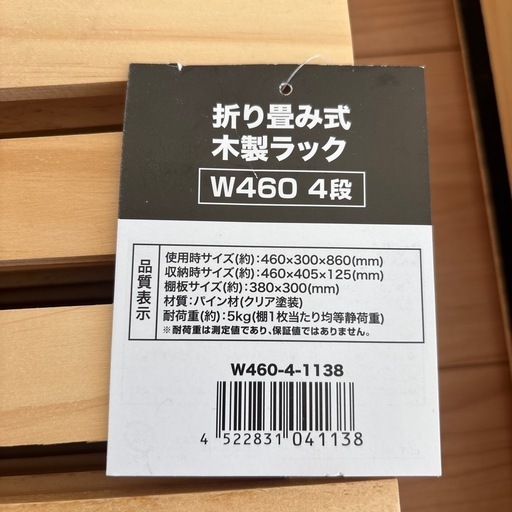 折り畳み式
木製ラック
W460 4段
品質表示
使用時サイズ(約):460×300×860(mm)
収納時サイズ(約):460×405×125(mm)
棚板サイズ(約):380×300(mm)
材質:パイン材(クリア塗装)
耐荷重(約):5kg(棚1枚当たり均等静荷重)
※耐荷重は測定値であり、保証値ではありません。
W460-4-1138
4 522831 041138